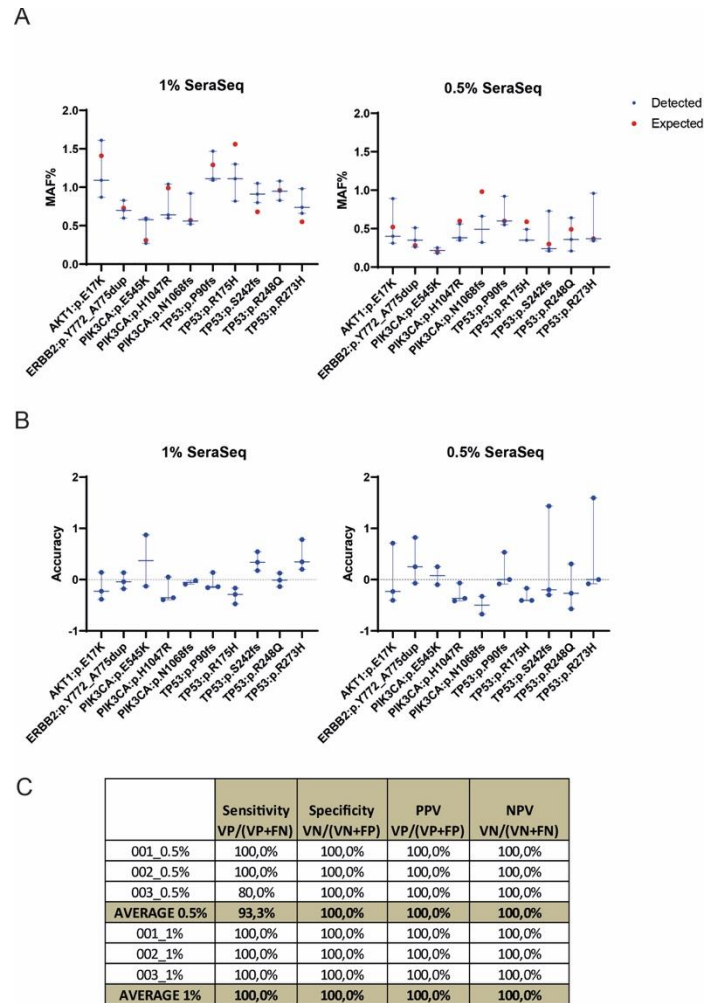 A
1% SeraSeq
0.5% SeraSeq
Detected
Expected
MAF%
2.0
1.5
1.0
0.5
0.0
MAF%
2.0
1.5
1.0
0.5
0.0
AKT1:p.E17K
ERBB2:p.Y772_A775dup
PIK3CA:p.E545K
PIK3CA:p.H1047R
PIK3CA:p.N1068fs
TP53:p.P90fs
TP53:p.R175H
TP53:p.S242fs
TP53:p.R248Q
TP53:p.R273H
AKT1:p.E17K
ERBB2:p.Y772_A775dup
PIK3CA:p.E545K
PIK3CA:p.H1047R
PIK3CA:p.N1068fs
TP53:p.P90fs
TP53:p.R175H
TP53:p.S242fs
TP53:p.R248Q
TP53:p.R273H
B
1% SeraSeq
0.5% SeraSeq
Accuracy
2
1
0
-1
Accuracy
2
1
0
-1
AKT1:p.E17K
ERBB2:p.Y772_A775dup
PIK3CA:p.E545K
PIK3CA:p.H1047R
PIK3CA:p.N1068fs
TP53:p.P90fs
TP53:p.R175H
TP53:p.S242fs
TP53:p.R248Q
TP53:p.R273H
AKT1:p.E17K
ERBB2:p.Y772_A775dup
PIK3CA:p.E545K
PIK3CA:p.H1047R
PIK3CA:p.N1068fs
TP53:p.P90fs
TP53:p.R175H
TP53:p.S242fs
TP53:p.R248Q
TP53:p.R273H
C
Sensitivity Specificity PPV NPV
VP/(VP+FN) VN/(VN+FP) VP/(VP+FP) VN/(VN+FN)
001_0.5% 100,0% 100,0% 100,0% 100,0%
002_0.5% 100,0% 100,0% 100,0% 100,0%
003_0.5% 80,0% 100,0% 100,0% 100,0%
AVERAGE 0.5% 93,3% 100,0% 100,0% 100,0%
001_1% 100,0% 100,0% 100,0% 100,0%
002_1% 100,0% 100,0% 100,0% 100,0%
003_1% 100,0% 100,0% 100,0% 100,0%
AVERAGE 1% 100,0% 100,0% 100,0% 100,0%